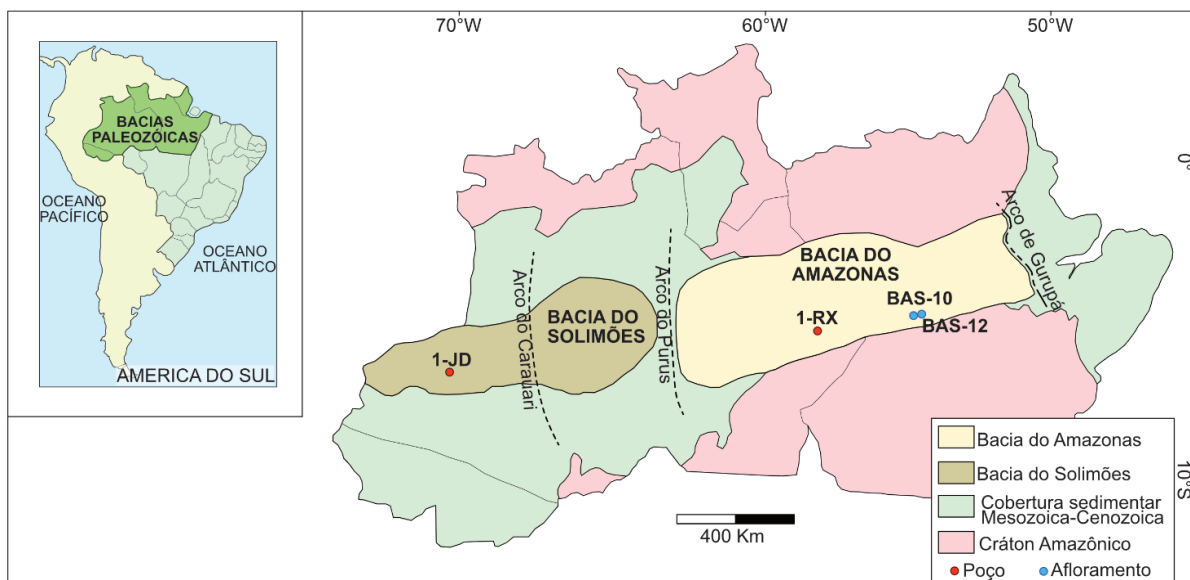 70°W
60°W
50°W
0°
10°S
BACIAS
PALEOZÓICAS
OCEANO
PACÍFICO
OCEANO
ATLÂNTICO
AMERICA DO SUL
Arco do Carauari
Arco do Purus
Arco de Gurupá
BACIA DO
AMAZONAS
BACIA DO
SOLIMÕES
1-JD
1-RX
BAS-10
BAS-12
400 Km
Bacia do Amazonas
Bacia do Solimões
Cobertura sedimentar
Mesozoica-Cenozoica
Cráton Amazônico
Poço
Afloramento